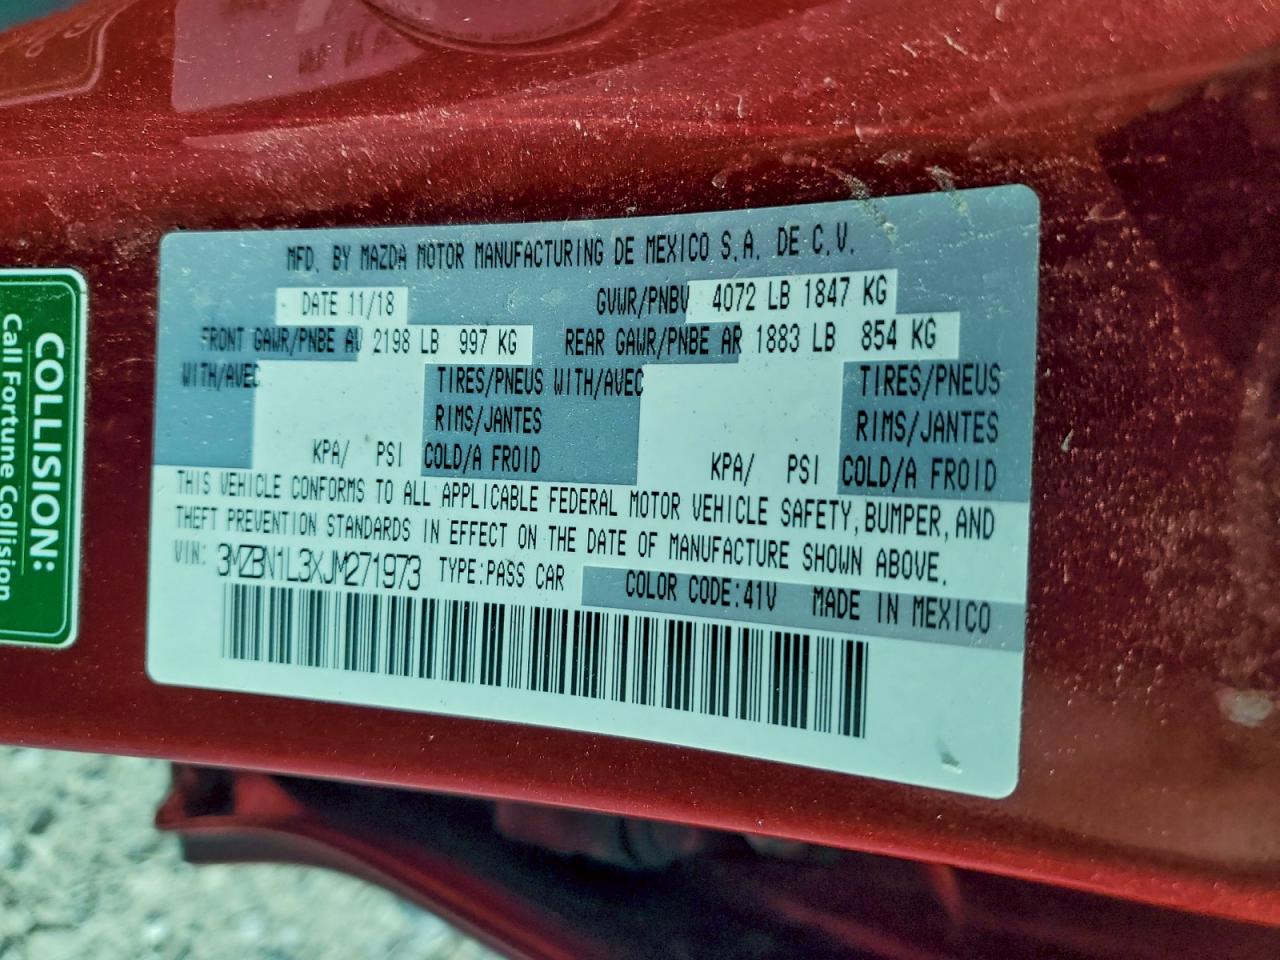 MFD. BY MAZDA MOTOR MANUFACTURING DE MEXICO S.A. DE C.V.
DATE 11/18 GVWR/PNBV 4072 LB 1847 KG
FRONT GAWR/PNBE AV 2198 LB 997 KG REAR GAWR/PNBE AR 1883 LB 854 KG
WITH/AVEC TIRES/PNEUS WITH/AVEC TIRES/PNEUS
RIMS/JANTES RIMS/JANTES
KPA/ PSI COLD/A FROID KPA/ PSI COLD/A FROID
THIS VEHICLE CONFORMS TO ALL APPLICABLE FEDERAL MOTOR VEHICLE SAFETY, BUMPER, AND
THEFT PREVENTION STANDARDS IN EFFECT ON THE DATE OF MANUFACTURE SHOWN ABOVE.
VIN: 3MZBN1L3XJM271973 TYPE:PASS CAR COLOR CODE:41V MADE IN MEXICO
COLLISION:
Call Fortune Collision